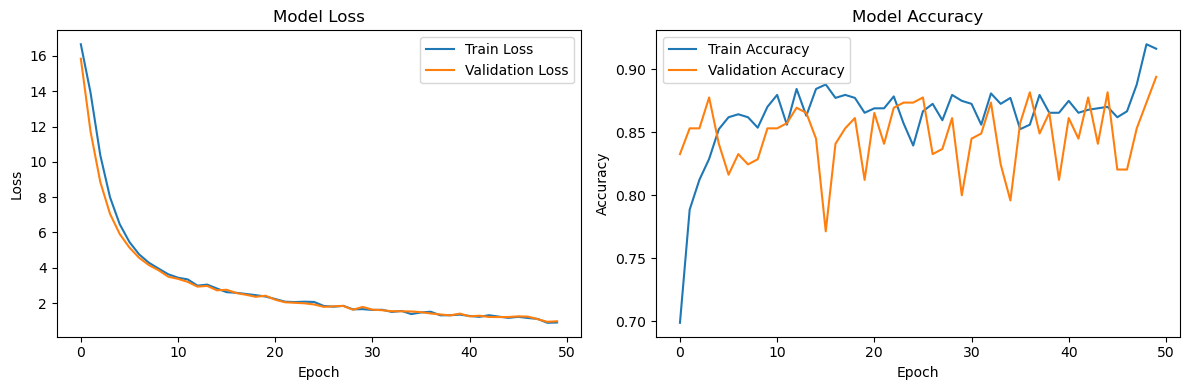 Model Loss
Train Loss
Validation Loss
Loss
16
14
12
10
8
6
4
2
0
10
20
30
40
50
Epoch
Model Accuracy
Train Accuracy
Validation Accuracy
Accuracy
0.90
0.85
0.80
0.75
0.70
0
10
20
30
40
50
Epoch